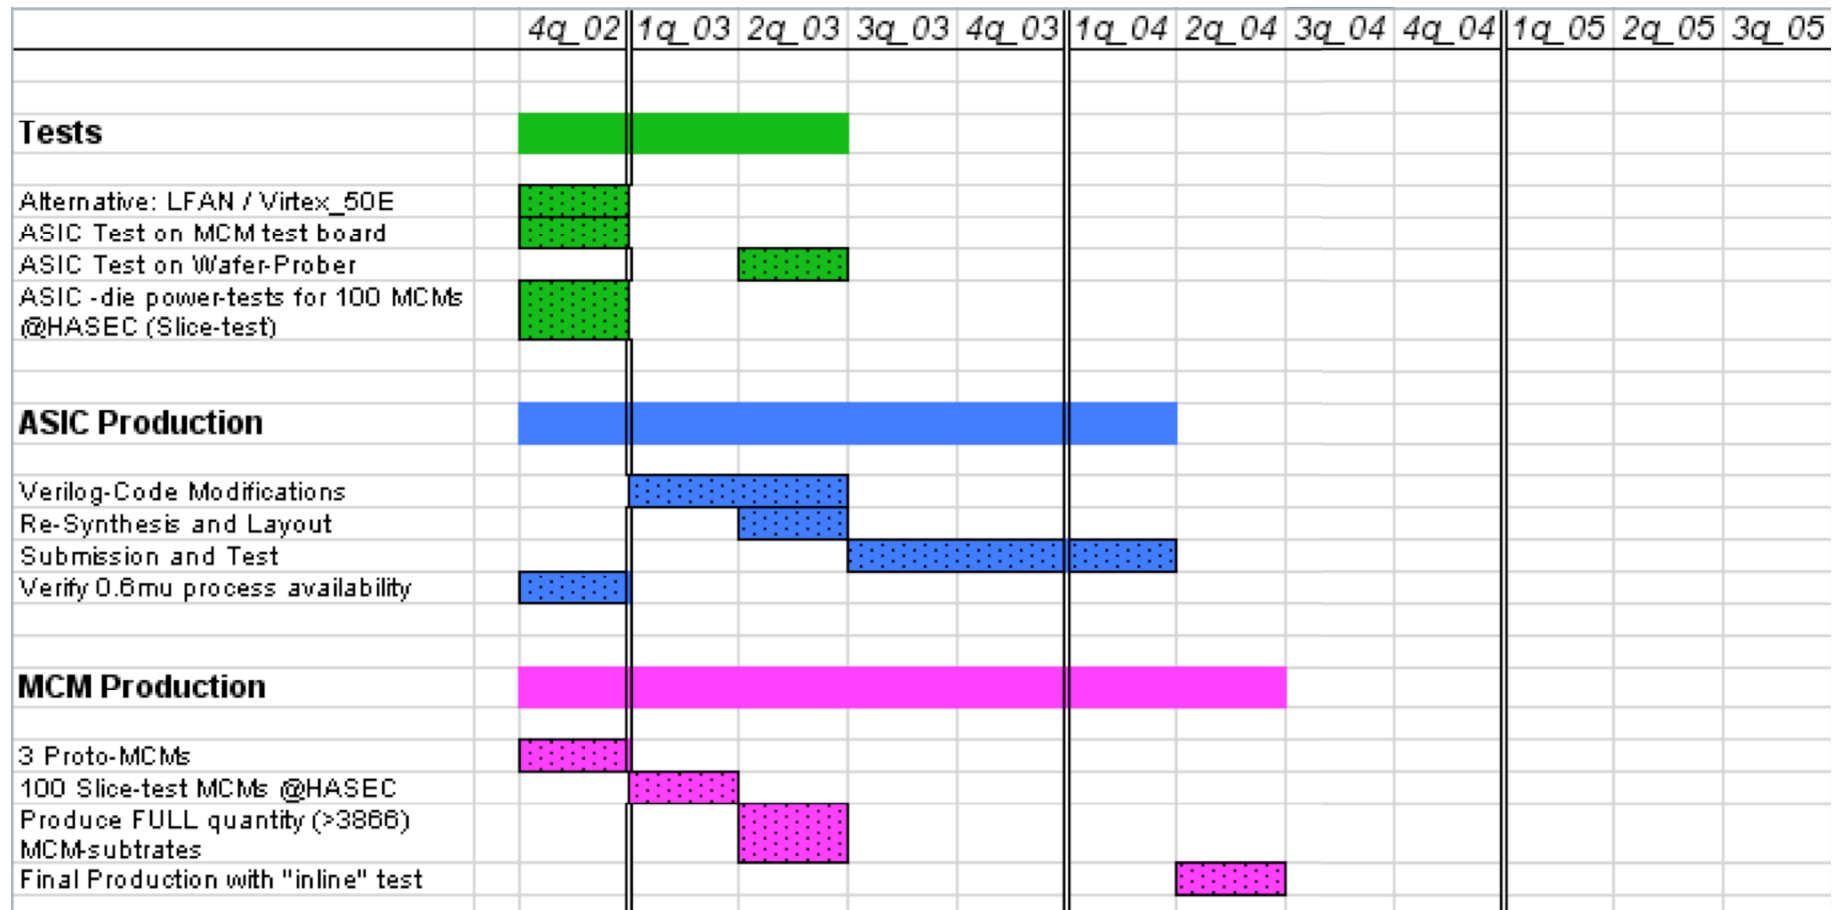 4q_02 1q_03 2q_03 3q_03 4q_03 1q_04 2q_04 3q_04 4q_04 1q_05 2q_05 3q_05
Tests
Alternative: LFAN / Virtex_50E
ASIC Test on MCM test board
ASIC Test on Wafer-Prober
ASIC -die power-tests for 100 MCMs
@HASEC (Slice-test)
ASIC Production
Verilog-Code Modifications
Re-Synthesis and Layout
Submission and Test
Verify 0.6mu process availability
MCM Production
3 Proto-MCMs
100 Slice-test MCMs @HASEC
Produce FULL quantity (>3866)
MCM-subtrates
Final Production with "inline" test